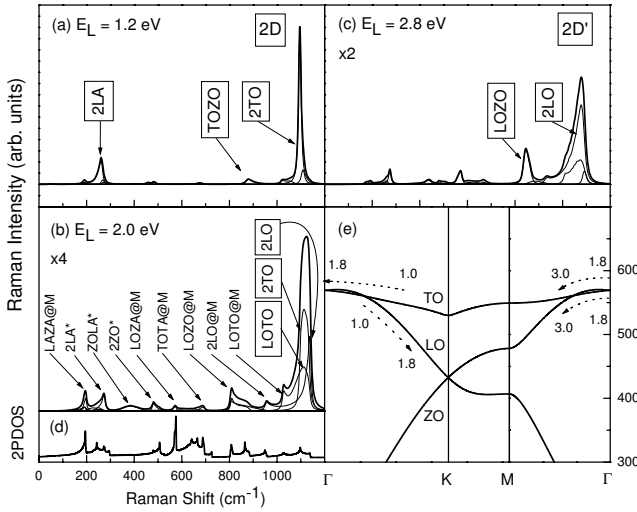 (a) E_L = 1.2 eV
2D
2LA
TOZO
2TO
(c) E_L = 2.8 eV
x2
2D'
LOZO
2LO
Raman Intensity (arb. units)
(b) E_L = 2.0 eV
x4
LAZA@M
2LA*
ZOLA*
2ZO*
LOZA@M
TOTA@M
LOZO@M
2LO@M
LOTO@M
LOTO
2TO
2LO
(e)
1.8
1.0
TO
3.0
1.8
1.0
1.8
LO
3.0
1.8
ZO
600
500
400
300
(d)
2PDOS
0 200 400 600 800 1000
Γ K M Γ
Raman Shift (cm⁻¹)